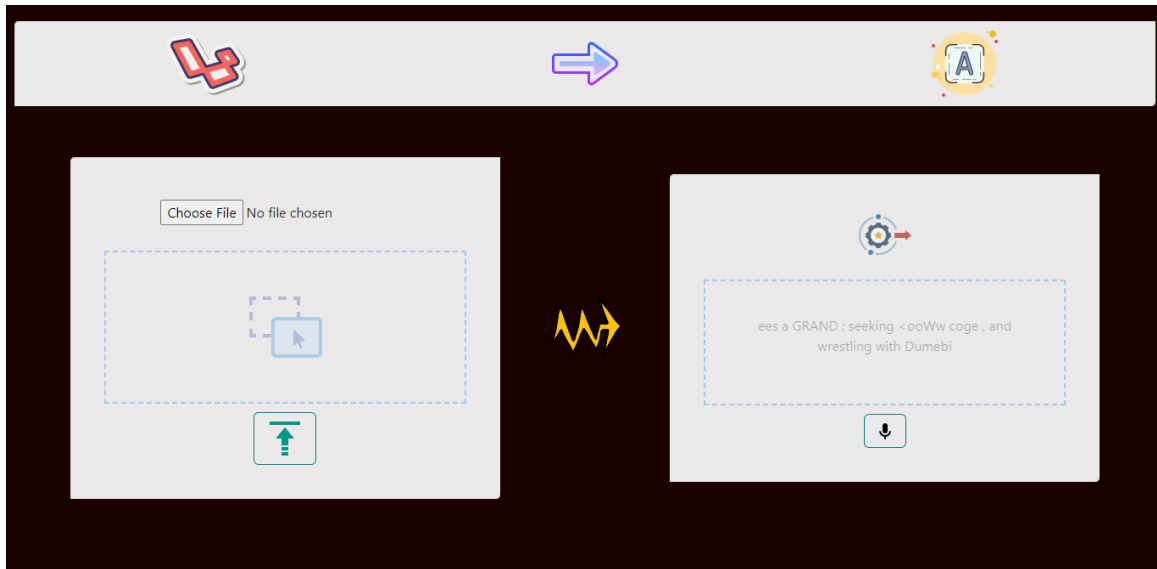 A
Choose File No file chosen
ees a GRAND ; seeking <ooWw coge , and
wrestling with Dumebi